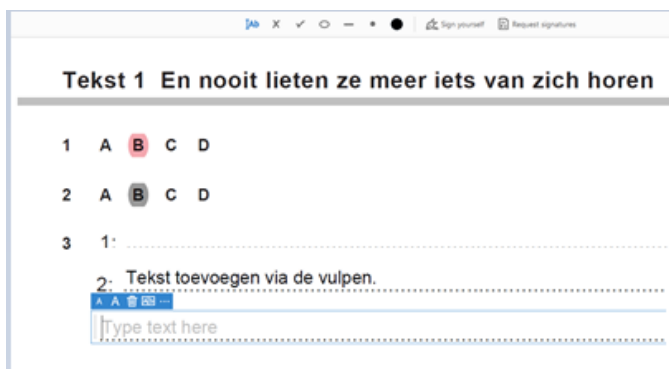 Ab Sign yourself Request signatures
Tekst 1 En nooit lieten ze meer iets van zich horen
1 A B C D
2 A B C D
3 1:
2: Tekst toevoegen via de vulpen.
A A
Type text here